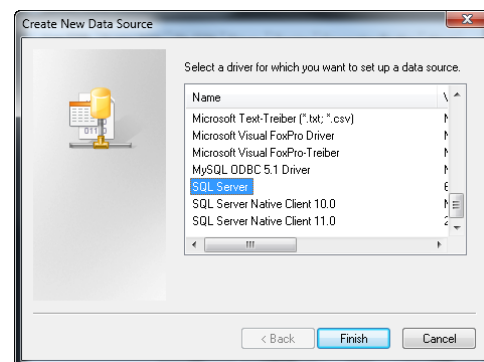 Create New Data Source
Select a driver for which you want to set up a data source.
Name
Microsoft Text-Treiber (*.txt; *.csv)
Microsoft Visual FoxPro Driver
Microsoft Visual FoxPro-Treiber
MySQL ODBC 5.1 Driver
SQL Server
SQL Server Native Client 10.0
SQL Server Native Client 11.0
< Back Finish Cancel